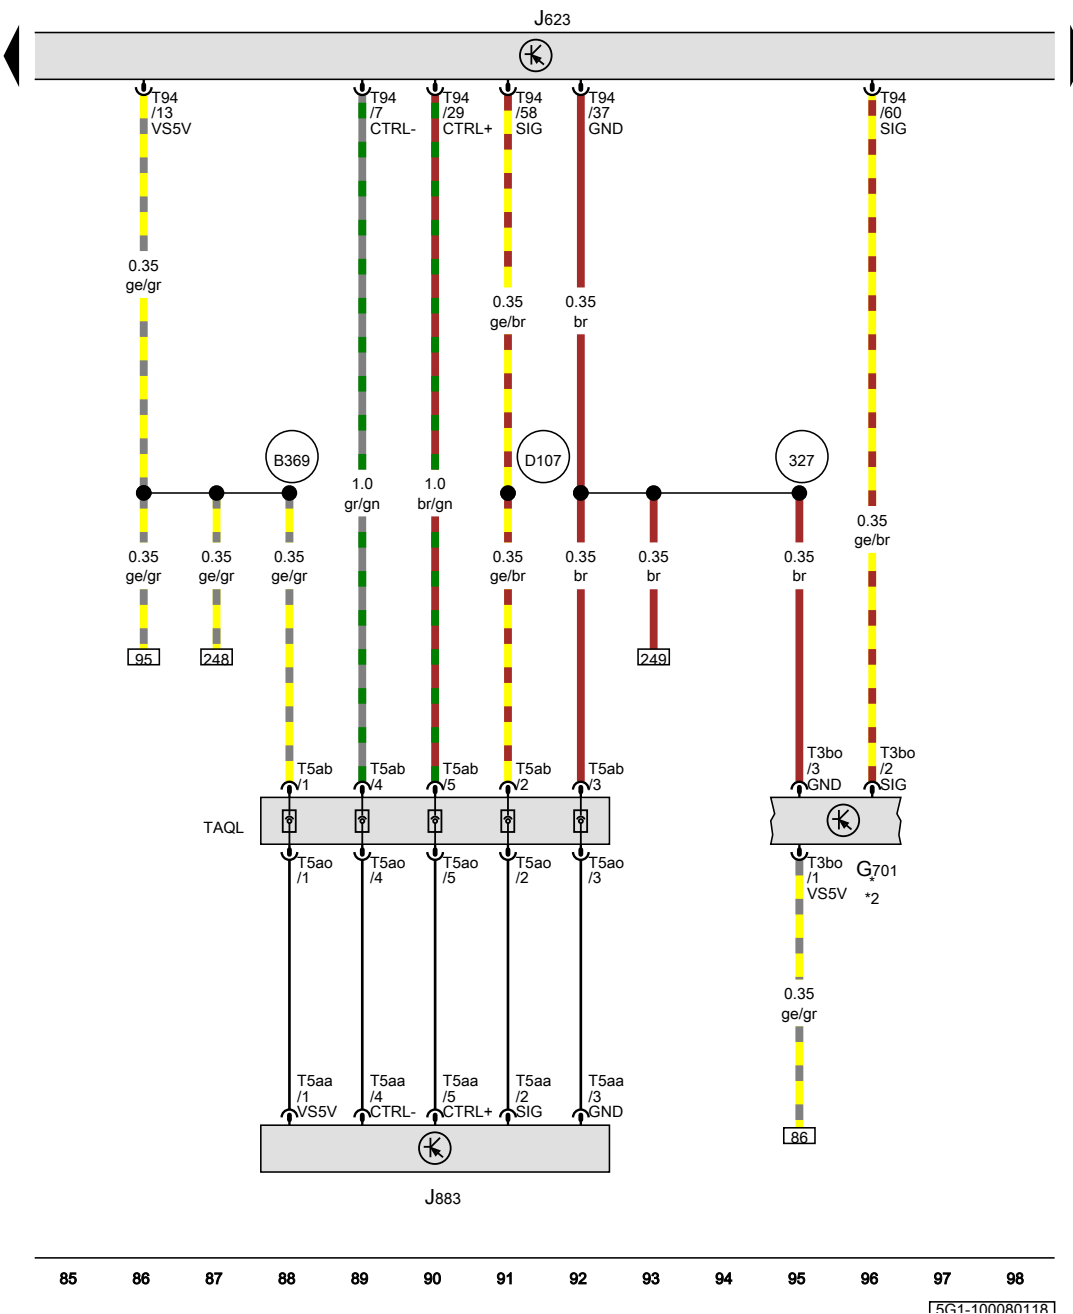 J623
T94 T94 T94 T94 T94 T94
/13 /7 /29 /58 /37 /60
VS5V CTRL- CTRL+ SIG GND SIG
0.35
ge/gr
0.35 0.35
ge/br br
B369 D107 327
1.0 1.0
gr/gn br/gn
0.35
ge/br
0.35 0.35 0.35 0.35 0.35 0.35 0.35
ge/gr ge/gr ge/gr ge/br br br br
95 248 249
T3bo T3bo
/3 /2
GND SIG
T5ab T5ab T5ab T5ab T5ab
/1 /4 /5 /2 /3
TAQL
T5ao T5ao T5ao T5ao T5ao
/1 /4 /5 /2 /3
T3bo
/1
VS5V
G701
*
*2
0.35
ge/gr
T5aa T5aa T5aa T5aa T5aa
/1 /4 /5 /2 /3
VS5V CTRL- CTRL+ SIG GND
86
J883
85 86 87 88 89 90 91 92 93 94 95 96 97 98
5G1-100080118